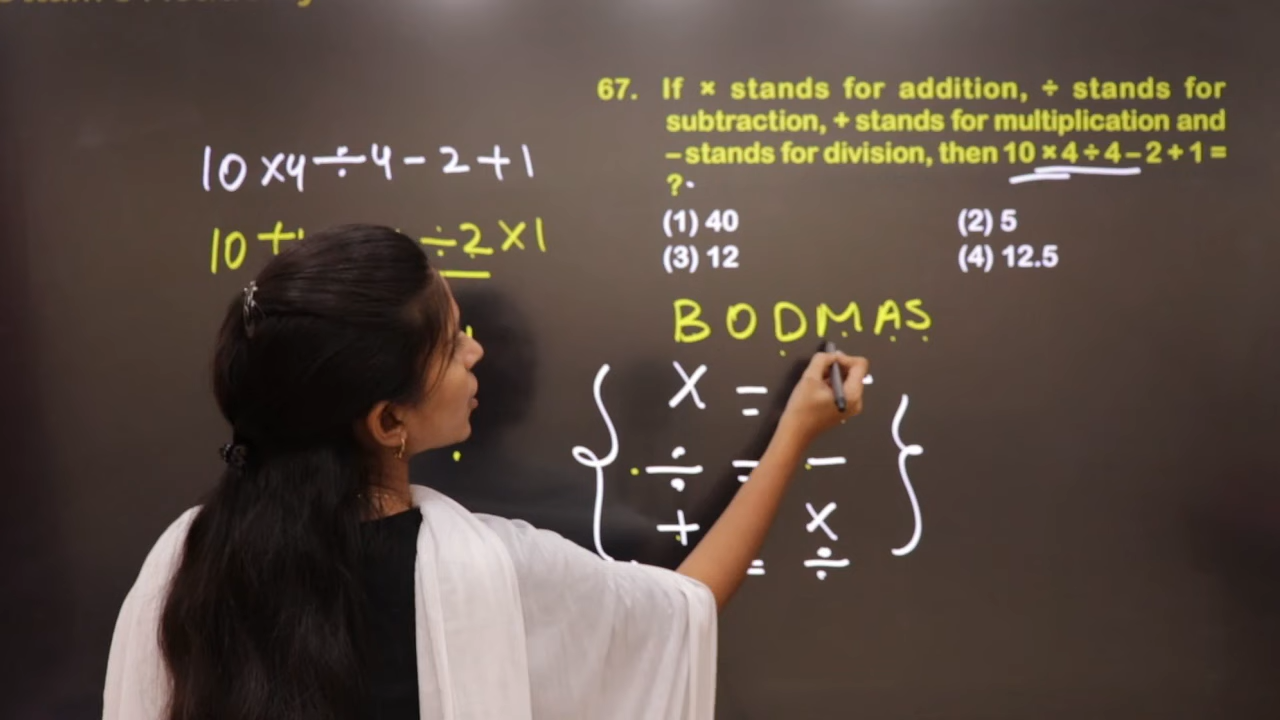 67. If × stands for addition, ÷ stands for
subtraction, + stands for multiplication and
– stands for division, then 10 × 4 ÷ 4 – 2 + 1 =
?
(1) 40 (2) 5
(3) 12 (4) 12.5
10 × 4 ÷ 4 - 2 + 1
10 + ÷ 2 × 1
B O D M A S
× =
÷ = -
+ ×
= ÷